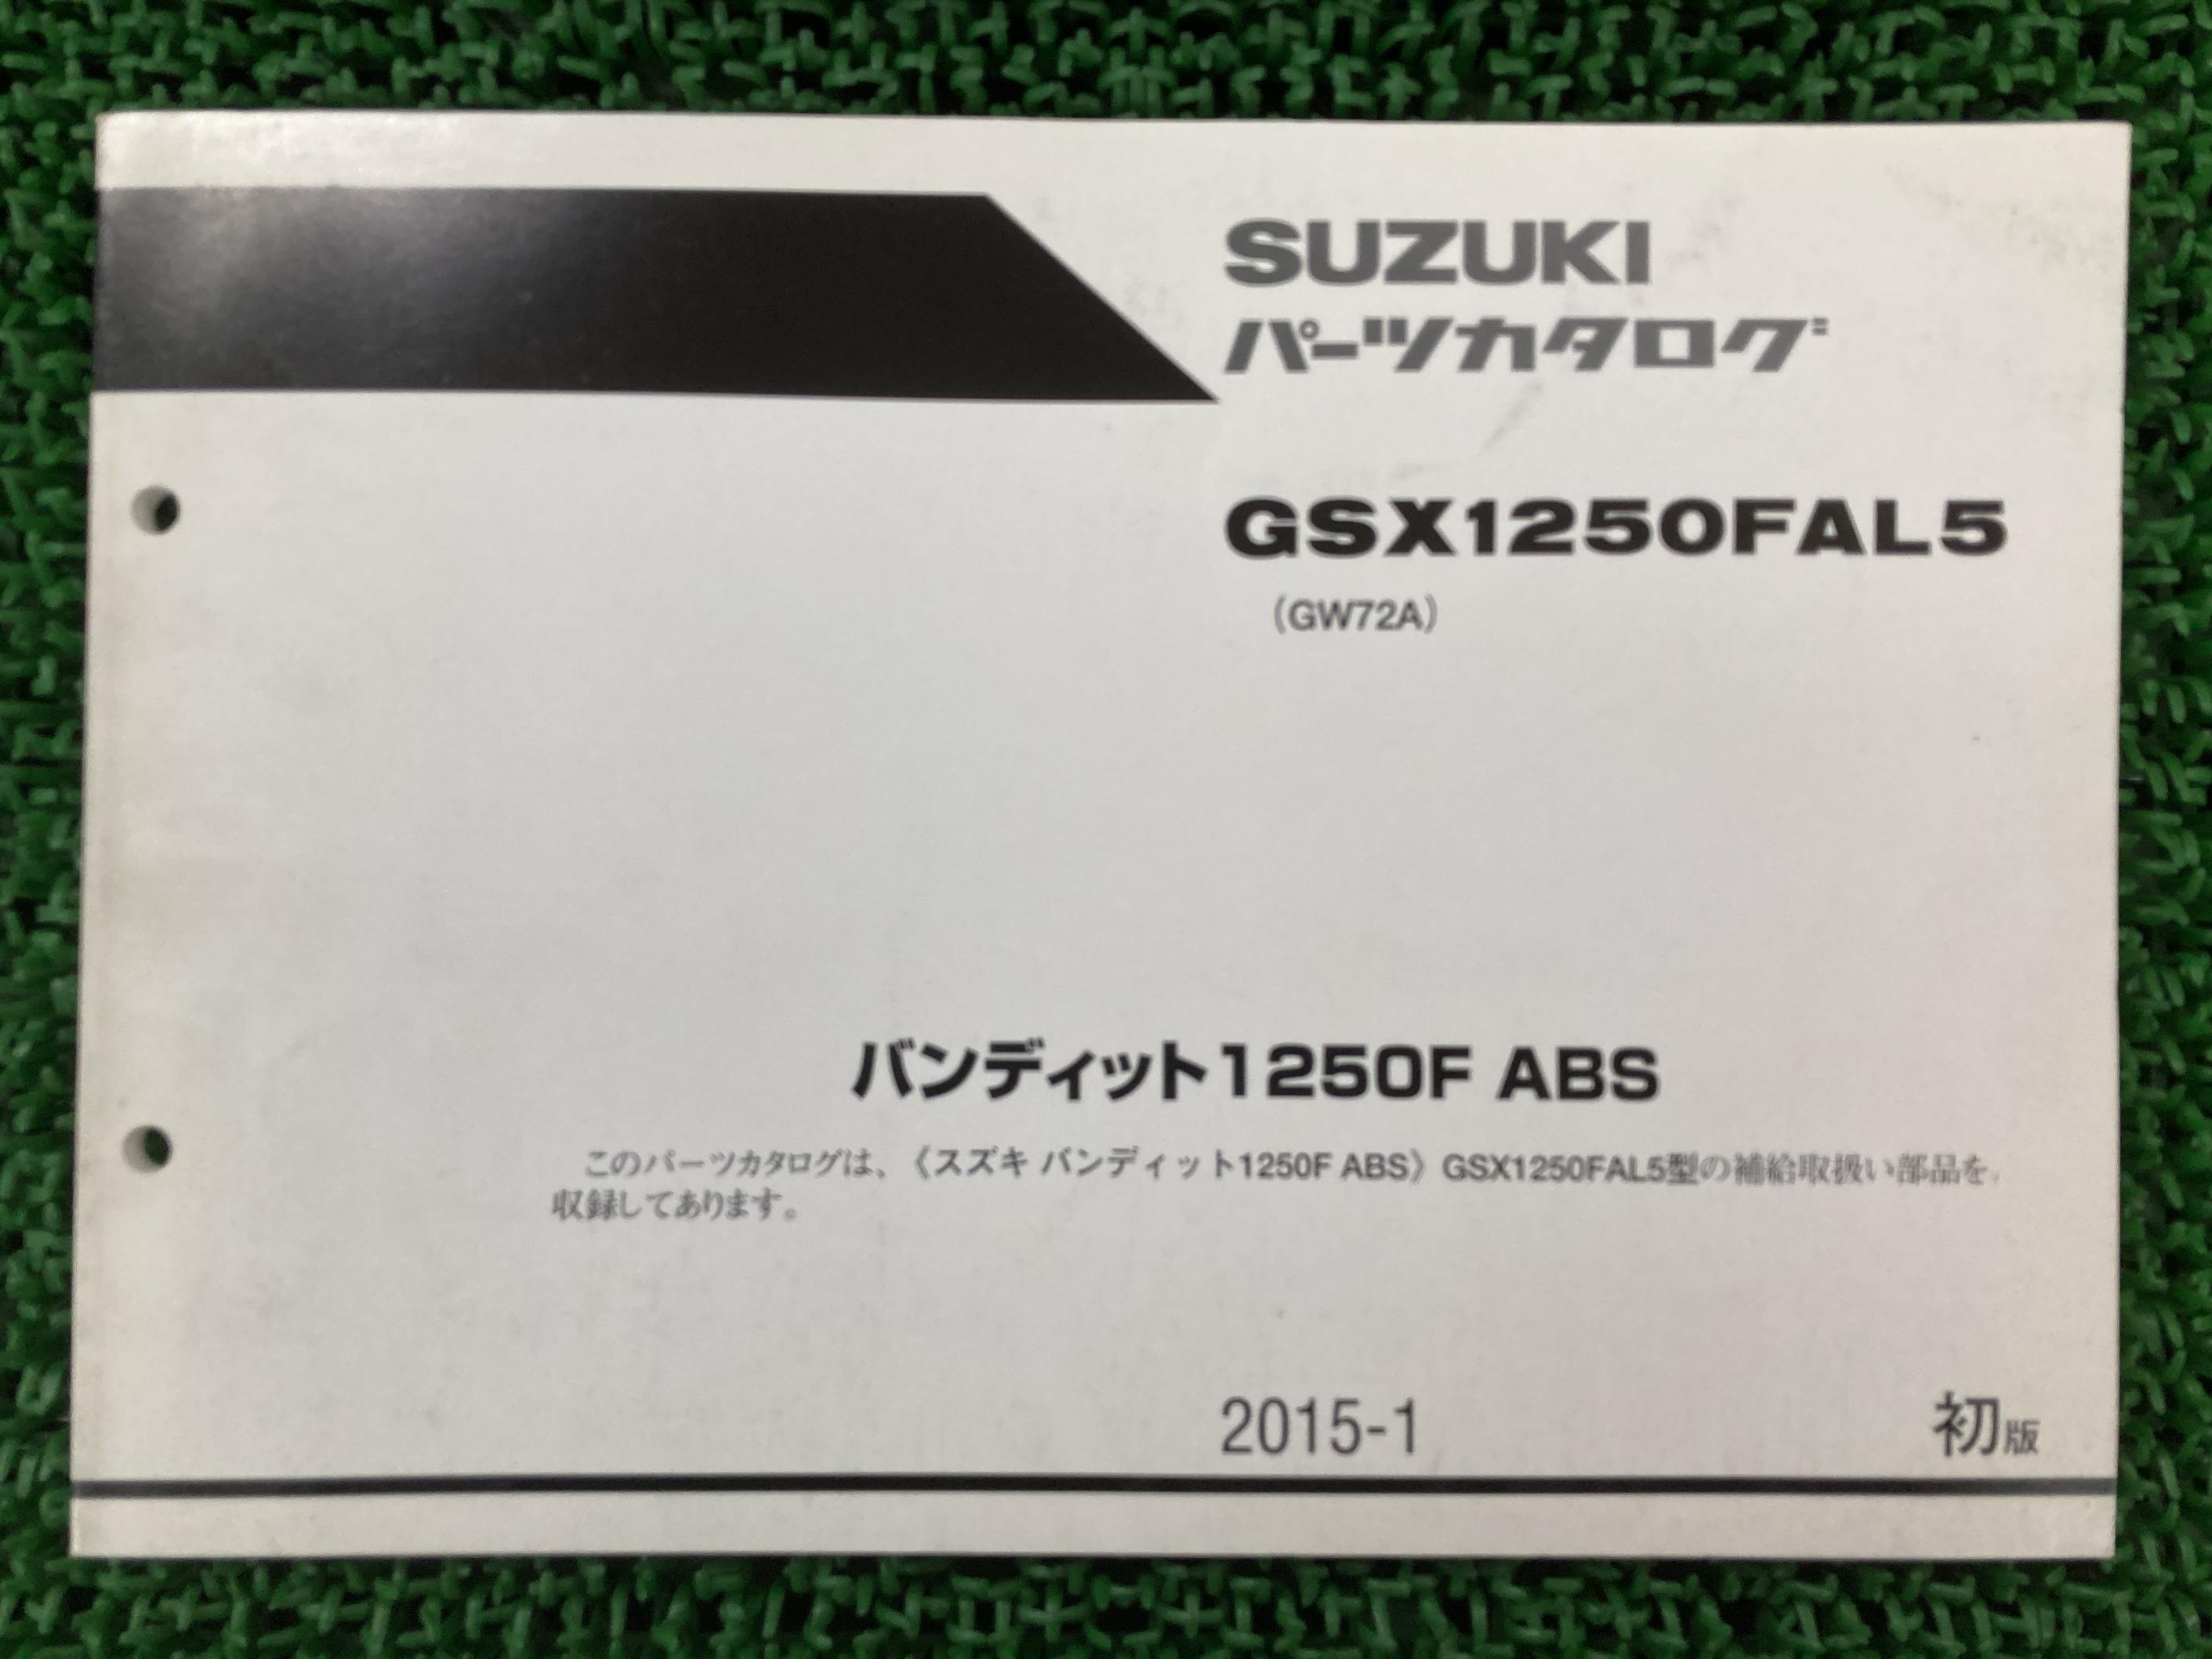 SUZUKI
パーツカタログ
GSX1250FAL5
(GW72A)
バンディット1250F ABS
このパーツカタログは、《スズキ バンディット1250F ABS》GSX1250FAL5型の補給取扱い部品を、
収録してあります。
2015-1
初版